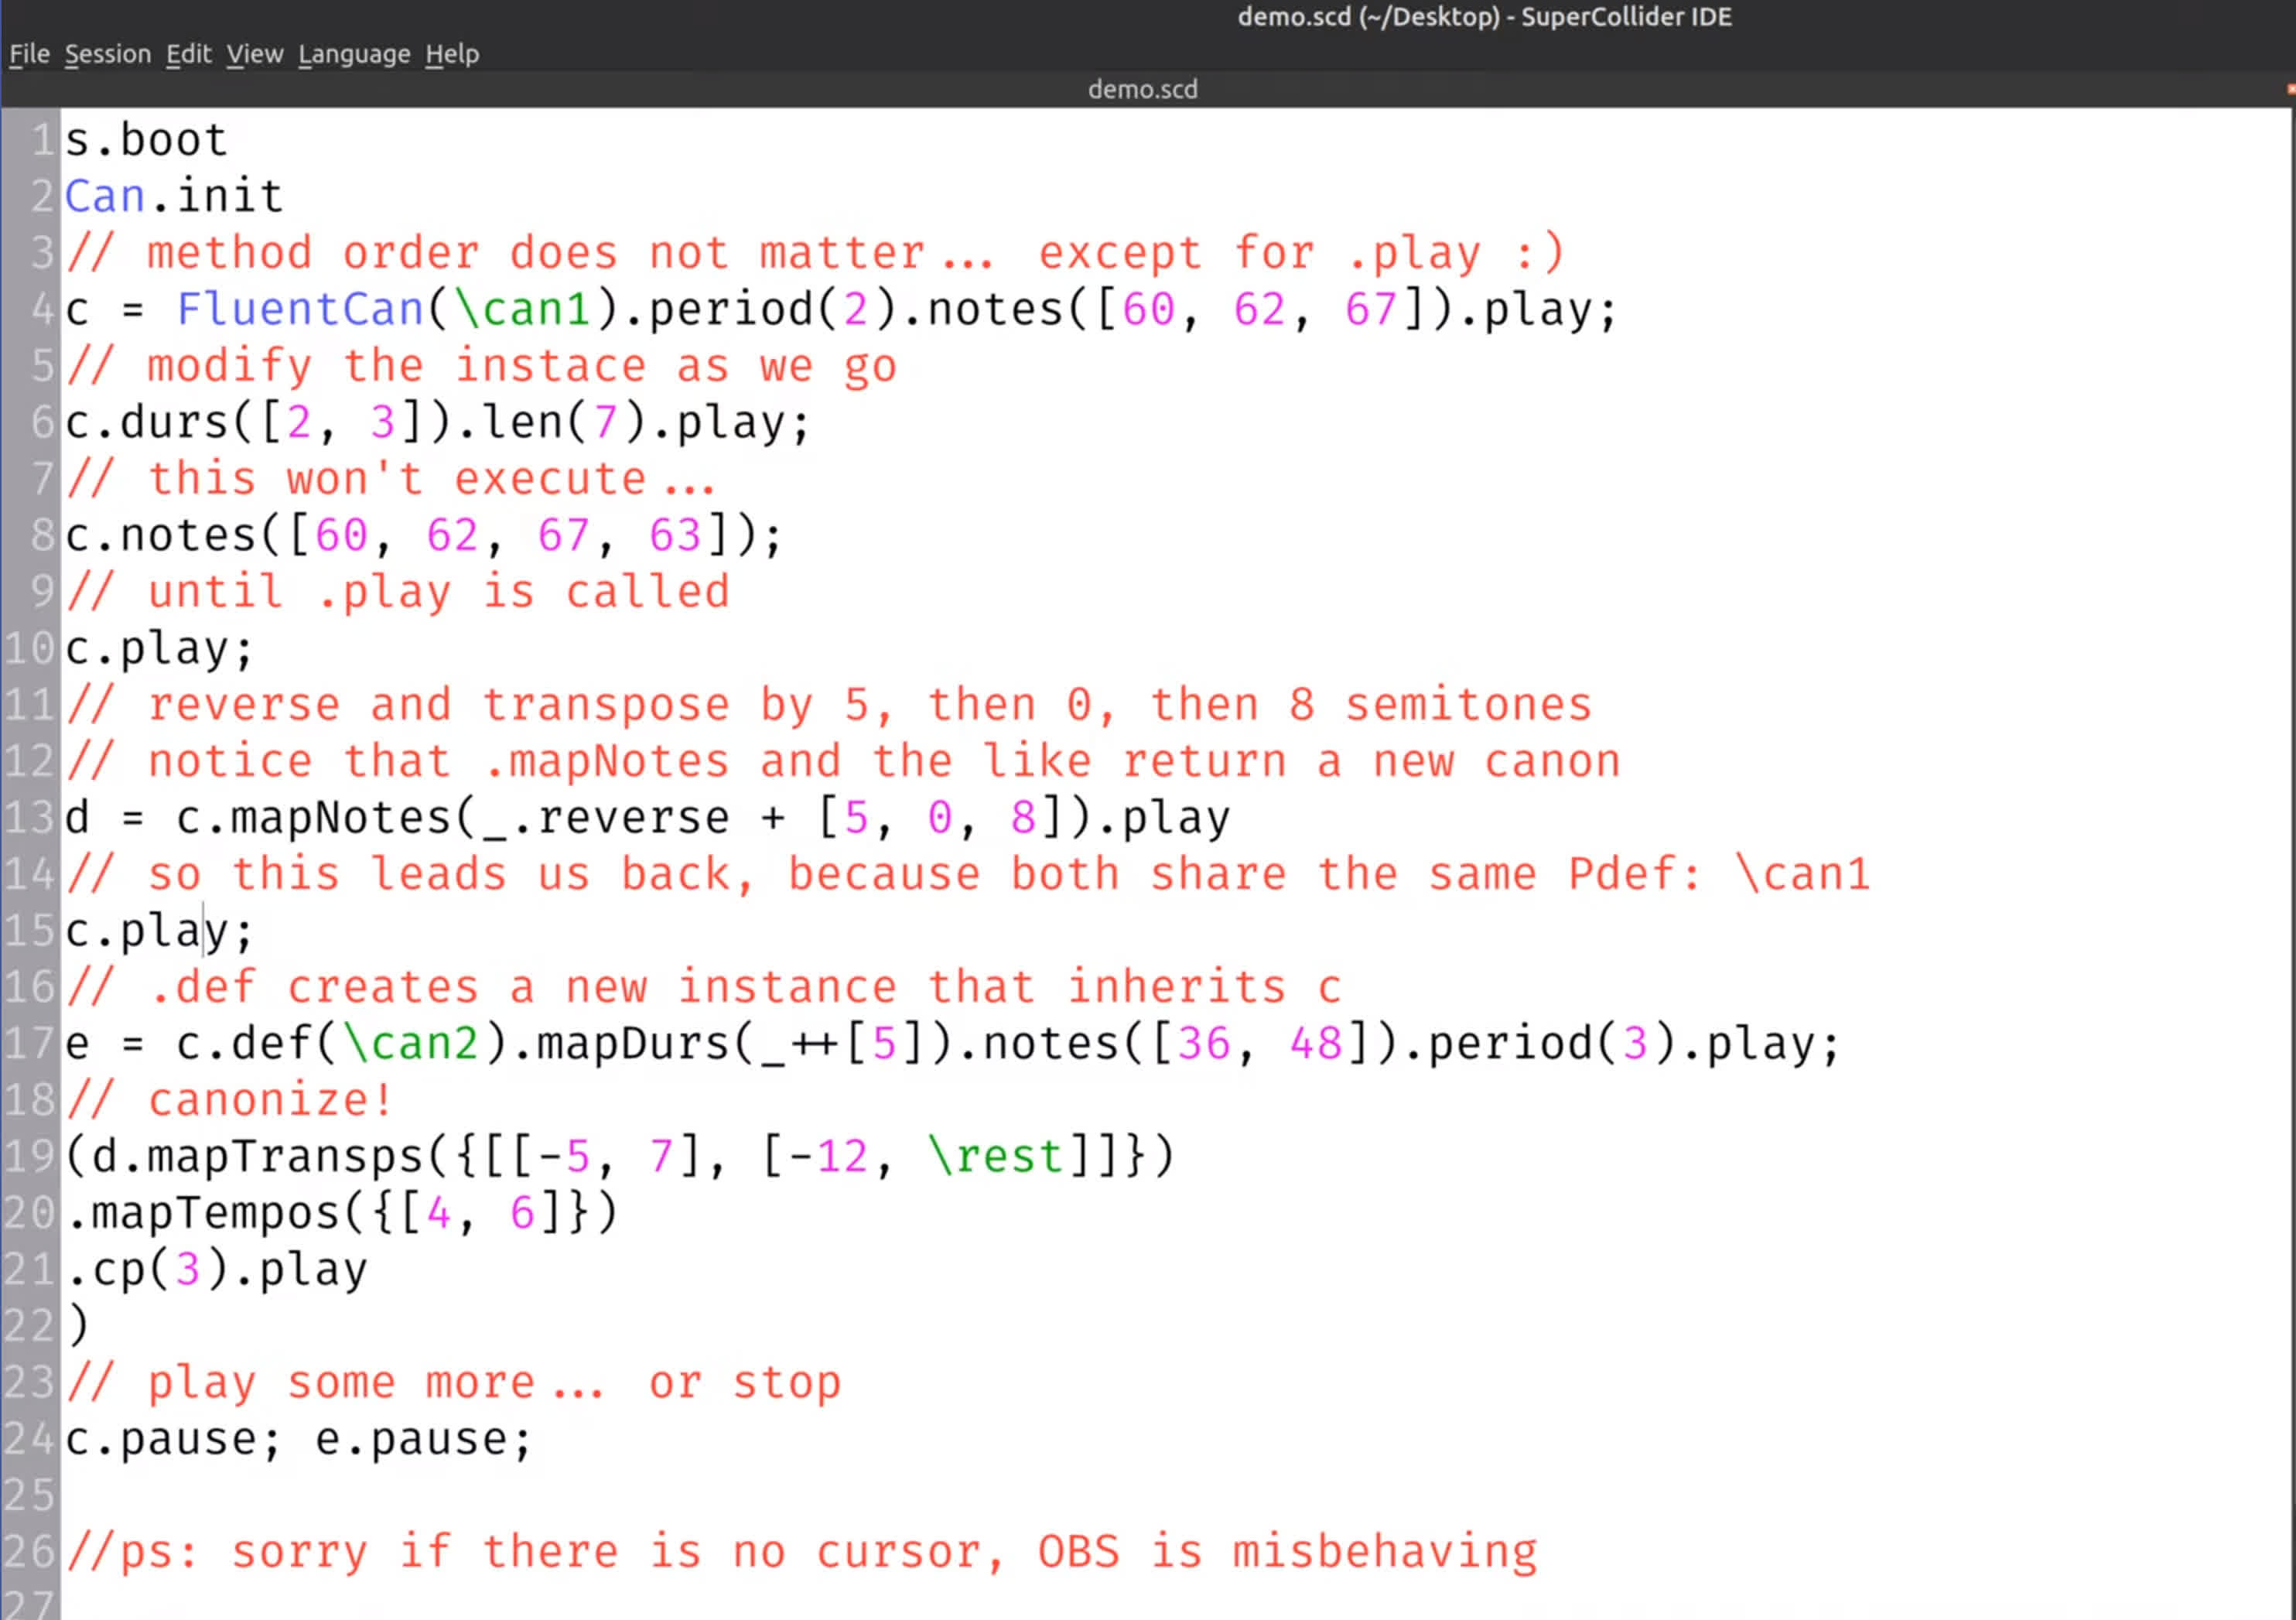 demo.scd (~/Desktop) - SuperCollider IDE
File Session Edit View Language Help
demo.scd
1 s.boot
2 Can.init
3 // method order does not matter... except for .play :)
4 c = FluentCan(\can1).period(2).notes([60, 62, 67]).play;
5 // modify the instace as we go
6 c.durs([2, 3]).len(7).play;
7 // this won't execute...
8 c.notes([60, 62, 67, 63]);
9 // until .play is called
10 c.play;
11 // reverse and transpose by 5, then 0, then 8 semitones
12 // notice that .mapNotes and the like return a new canon
13 d = c.mapNotes(_.reverse + [5, 0, 8]).play
14 // so this leads us back, because both share the same Pdef: \can1
15 c.play;
16 // .def creates a new instance that inherits c
17 e = c.def(\can2).mapDurs(_++[5]).notes([36, 48]).period(3).play;
18 // canonize!
19 (d.mapTransps({[[-5, 7], [-12, \rest]]})
20 .mapTempos({[4, 6]})
21 .cp(3).play
22 )
23 // play some more... or stop
24 c.pause; e.pause;
25
26 //ps: sorry if there is no cursor, OBS is misbehaving
27